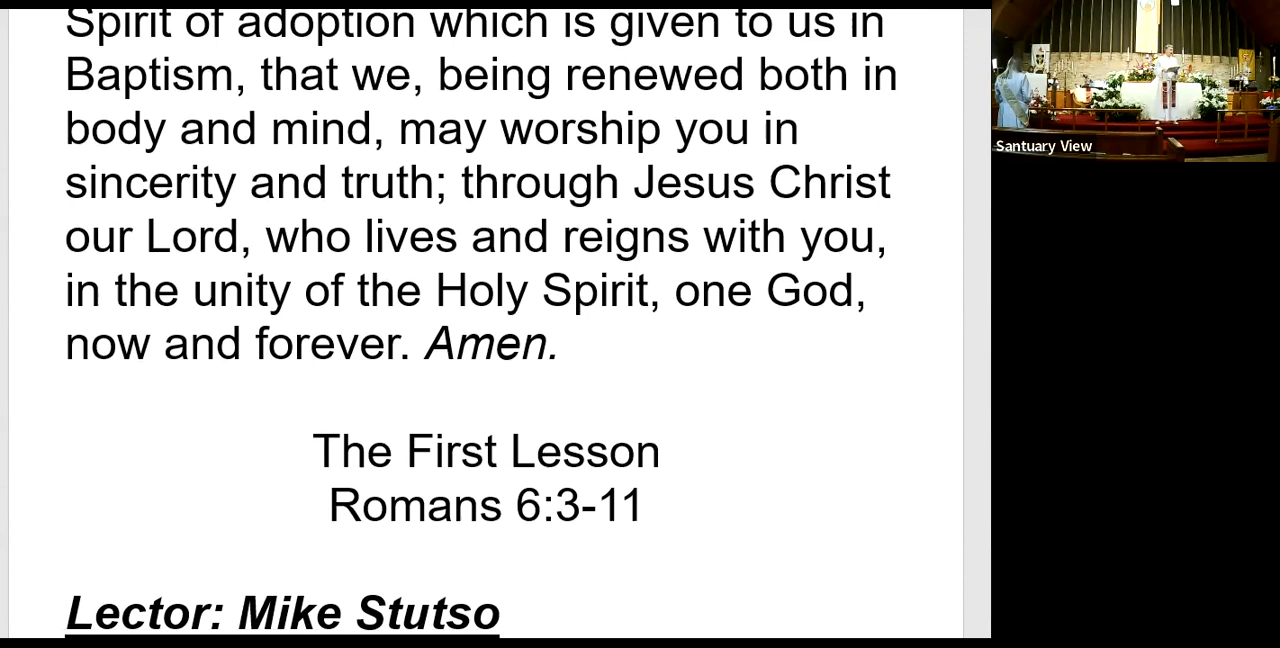 Spirit of adoption which is given to us in
Baptism, that we, being renewed both in
body and mind, may worship you in
sincerity and truth; through Jesus Christ
our Lord, who lives and reigns with you,
in the unity of the Holy Spirit, one God,
now and forever. Amen.
The First Lesson
Romans 6:3-11
Lector: Mike Stutso
Santuary View